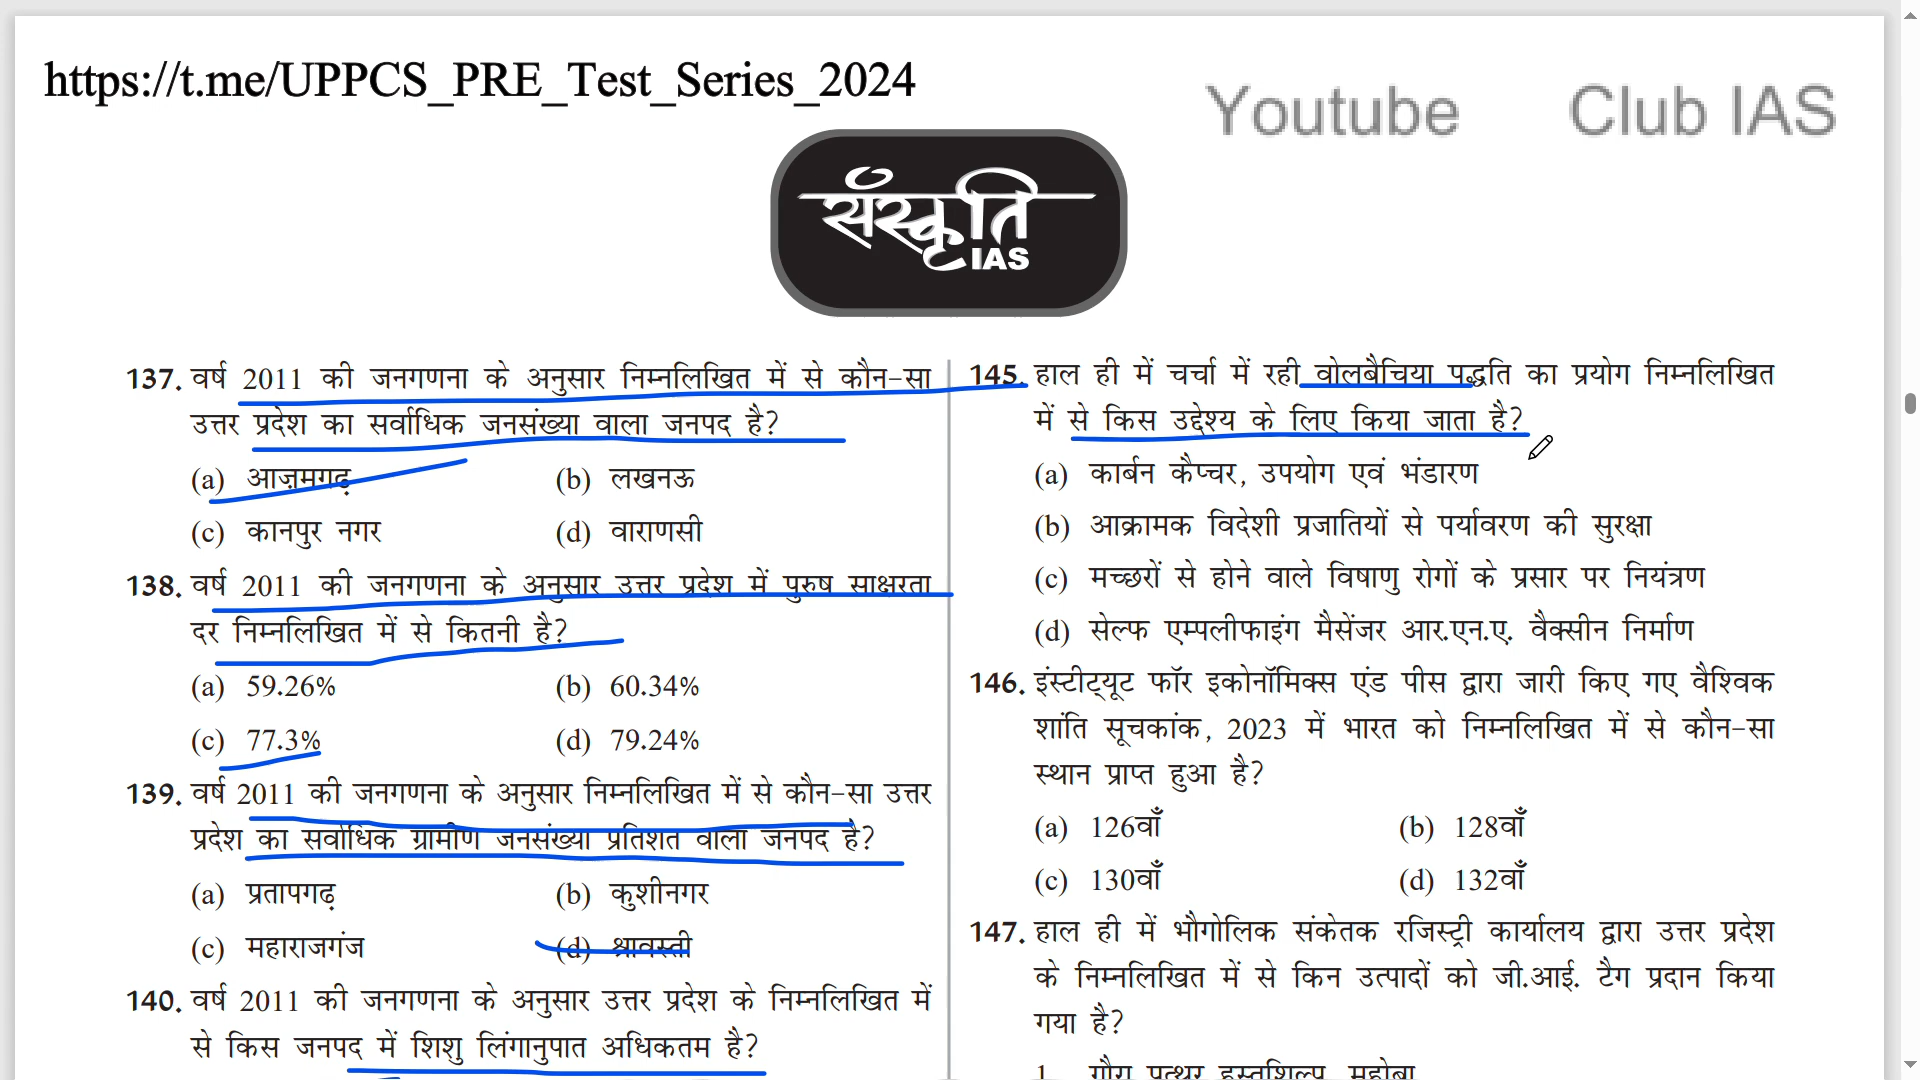 https://t.me/UPPCS_PRE_Test_Series_2024
Youtube Club IAS
संस्कृति
IAS
137. वर्ष 2011 की जनगणना के अनुसार निम्नलिखित में से कौन-सा
उत्तर प्रदेश का सर्वाधिक जनसंख्या वाला जनपद है?
(a) आज़मगढ़ (b) लखनऊ
(c) कानपुर नगर (d) वाराणसी
138. वर्ष 2011 की जनगणना के अनुसार उत्तर प्रदेश में पुरुष साक्षरता
दर निम्नलिखित में से कितनी है?
(a) 59.26% (b) 60.34%
(c) 77.3% (d) 79.24%
139. वर्ष 2011 की जनगणना के अनुसार निम्नलिखित में से कौन-सा उत्तर
प्रदेश का सर्वाधिक ग्रामीण जनसंख्या प्रतिशत वाला जनपद है?
(a) प्रतापगढ़ (b) कुशीनगर
(c) महाराजगंज (d) श्रावस्ती
140. वर्ष 2011 की जनगणना के अनुसार उत्तर प्रदेश के निम्नलिखित में
से किस जनपद में शिशु लिंगानुपात अधिकतम है?
145. हाल ही में चर्चा में रही वोलबैचिया पद्धति का प्रयोग निम्नलिखित
में से किस उद्देश्य के लिए किया जाता है?
(a) कार्बन कैप्चर, उपयोग एवं भंडारण
(b) आक्रामक विदेशी प्रजातियों से पर्यावरण की सुरक्षा
(c) मच्छरों से होने वाले विषाणु रोगों के प्रसार पर नियंत्रण
(d) सेल्फ एम्पलीफाइंग मैसेंजर आर.एन.ए. वैक्सीन निर्माण
146. इंस्टीट्यूट फॉर इकोनॉमिक्स एंड पीस द्वारा जारी किए गए वैश्विक
शांति सूचकांक, 2023 में भारत को निम्नलिखित में से कौन-सा
स्थान प्राप्त हुआ है?
(a) 126वाँ (b) 128वाँ
(c) 130वाँ (d) 132वाँ
147. हाल ही में भौगोलिक संकेतक रजिस्ट्री कार्यालय द्वारा उत्तर प्रदेश
के निम्नलिखित में से किन उत्पादों को जी.आई. टैग प्रदान किया
गया है?
1. गौरा पत्थर हस्तशिल्प, महोबा